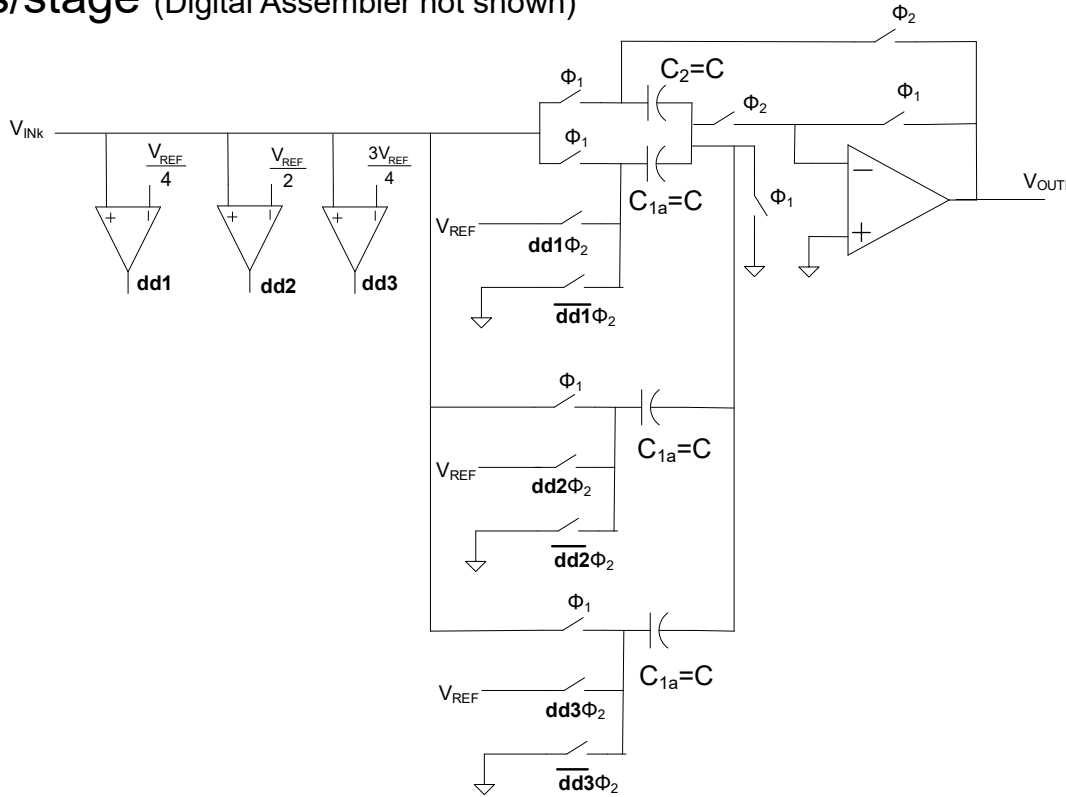 s/stage (Digital Assembler not shown)
Φ2
C2=C
Φ1
Φ2
Φ1
VINk
Φ1
VREF
4
VREF
2
3VREF
4
C1a=C
Φ1
VOUT
VREF
dd1Φ2
+ –
+ –
+ –
–
+
dd1
dd2
dd3
dd1Φ2
Φ1
C1a=C
VREF
dd2Φ2
dd2Φ2
Φ1
C1a=C
VREF
dd3Φ2
dd3Φ2